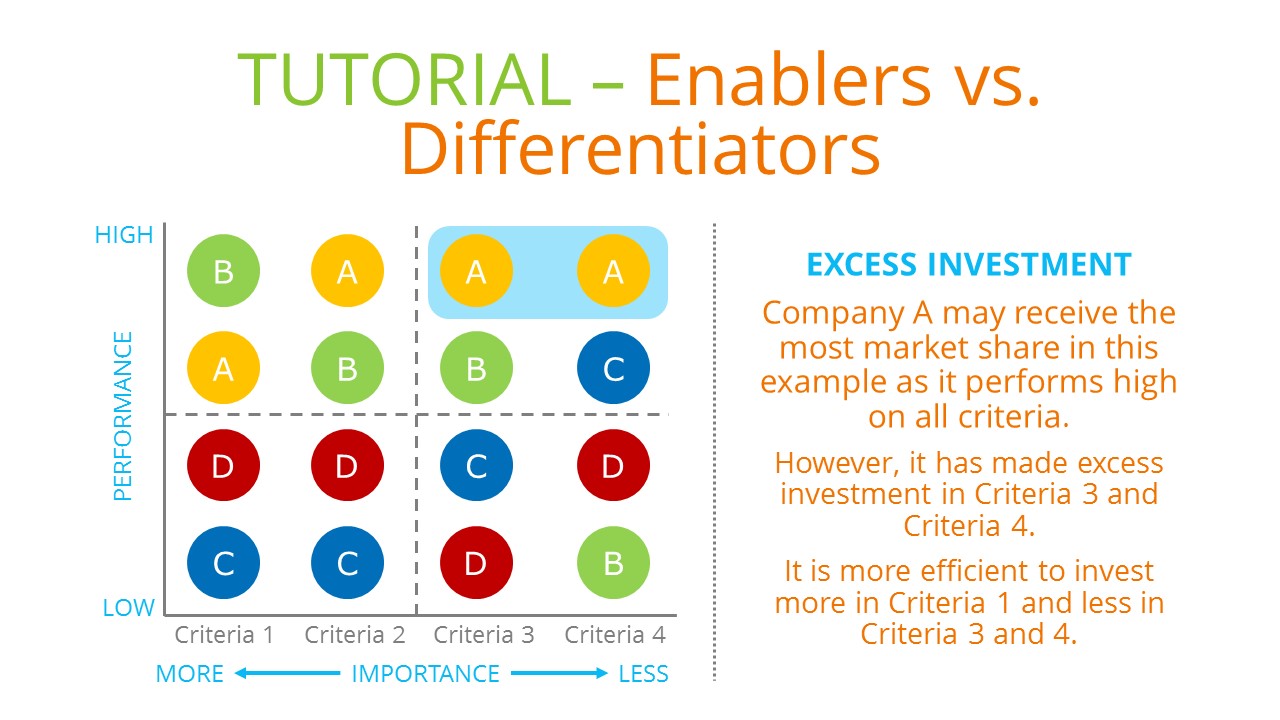 TUTORIAL – Enablers vs.
Differentiators
HIGH
PERFORMANCE
LOW
B A A A
A B B C
D D C D
C C D B
Criteria 1 Criteria 2 Criteria 3 Criteria 4
MORE IMPORTANCE LESS
EXCESS INVESTMENT
Company A may receive the
most market share in this
example as it performs high
on all criteria.
However, it has made excess
investment in Criteria 3 and
Criteria 4.
It is more efficient to invest
more in Criteria 1 and less in
Criteria 3 and 4.